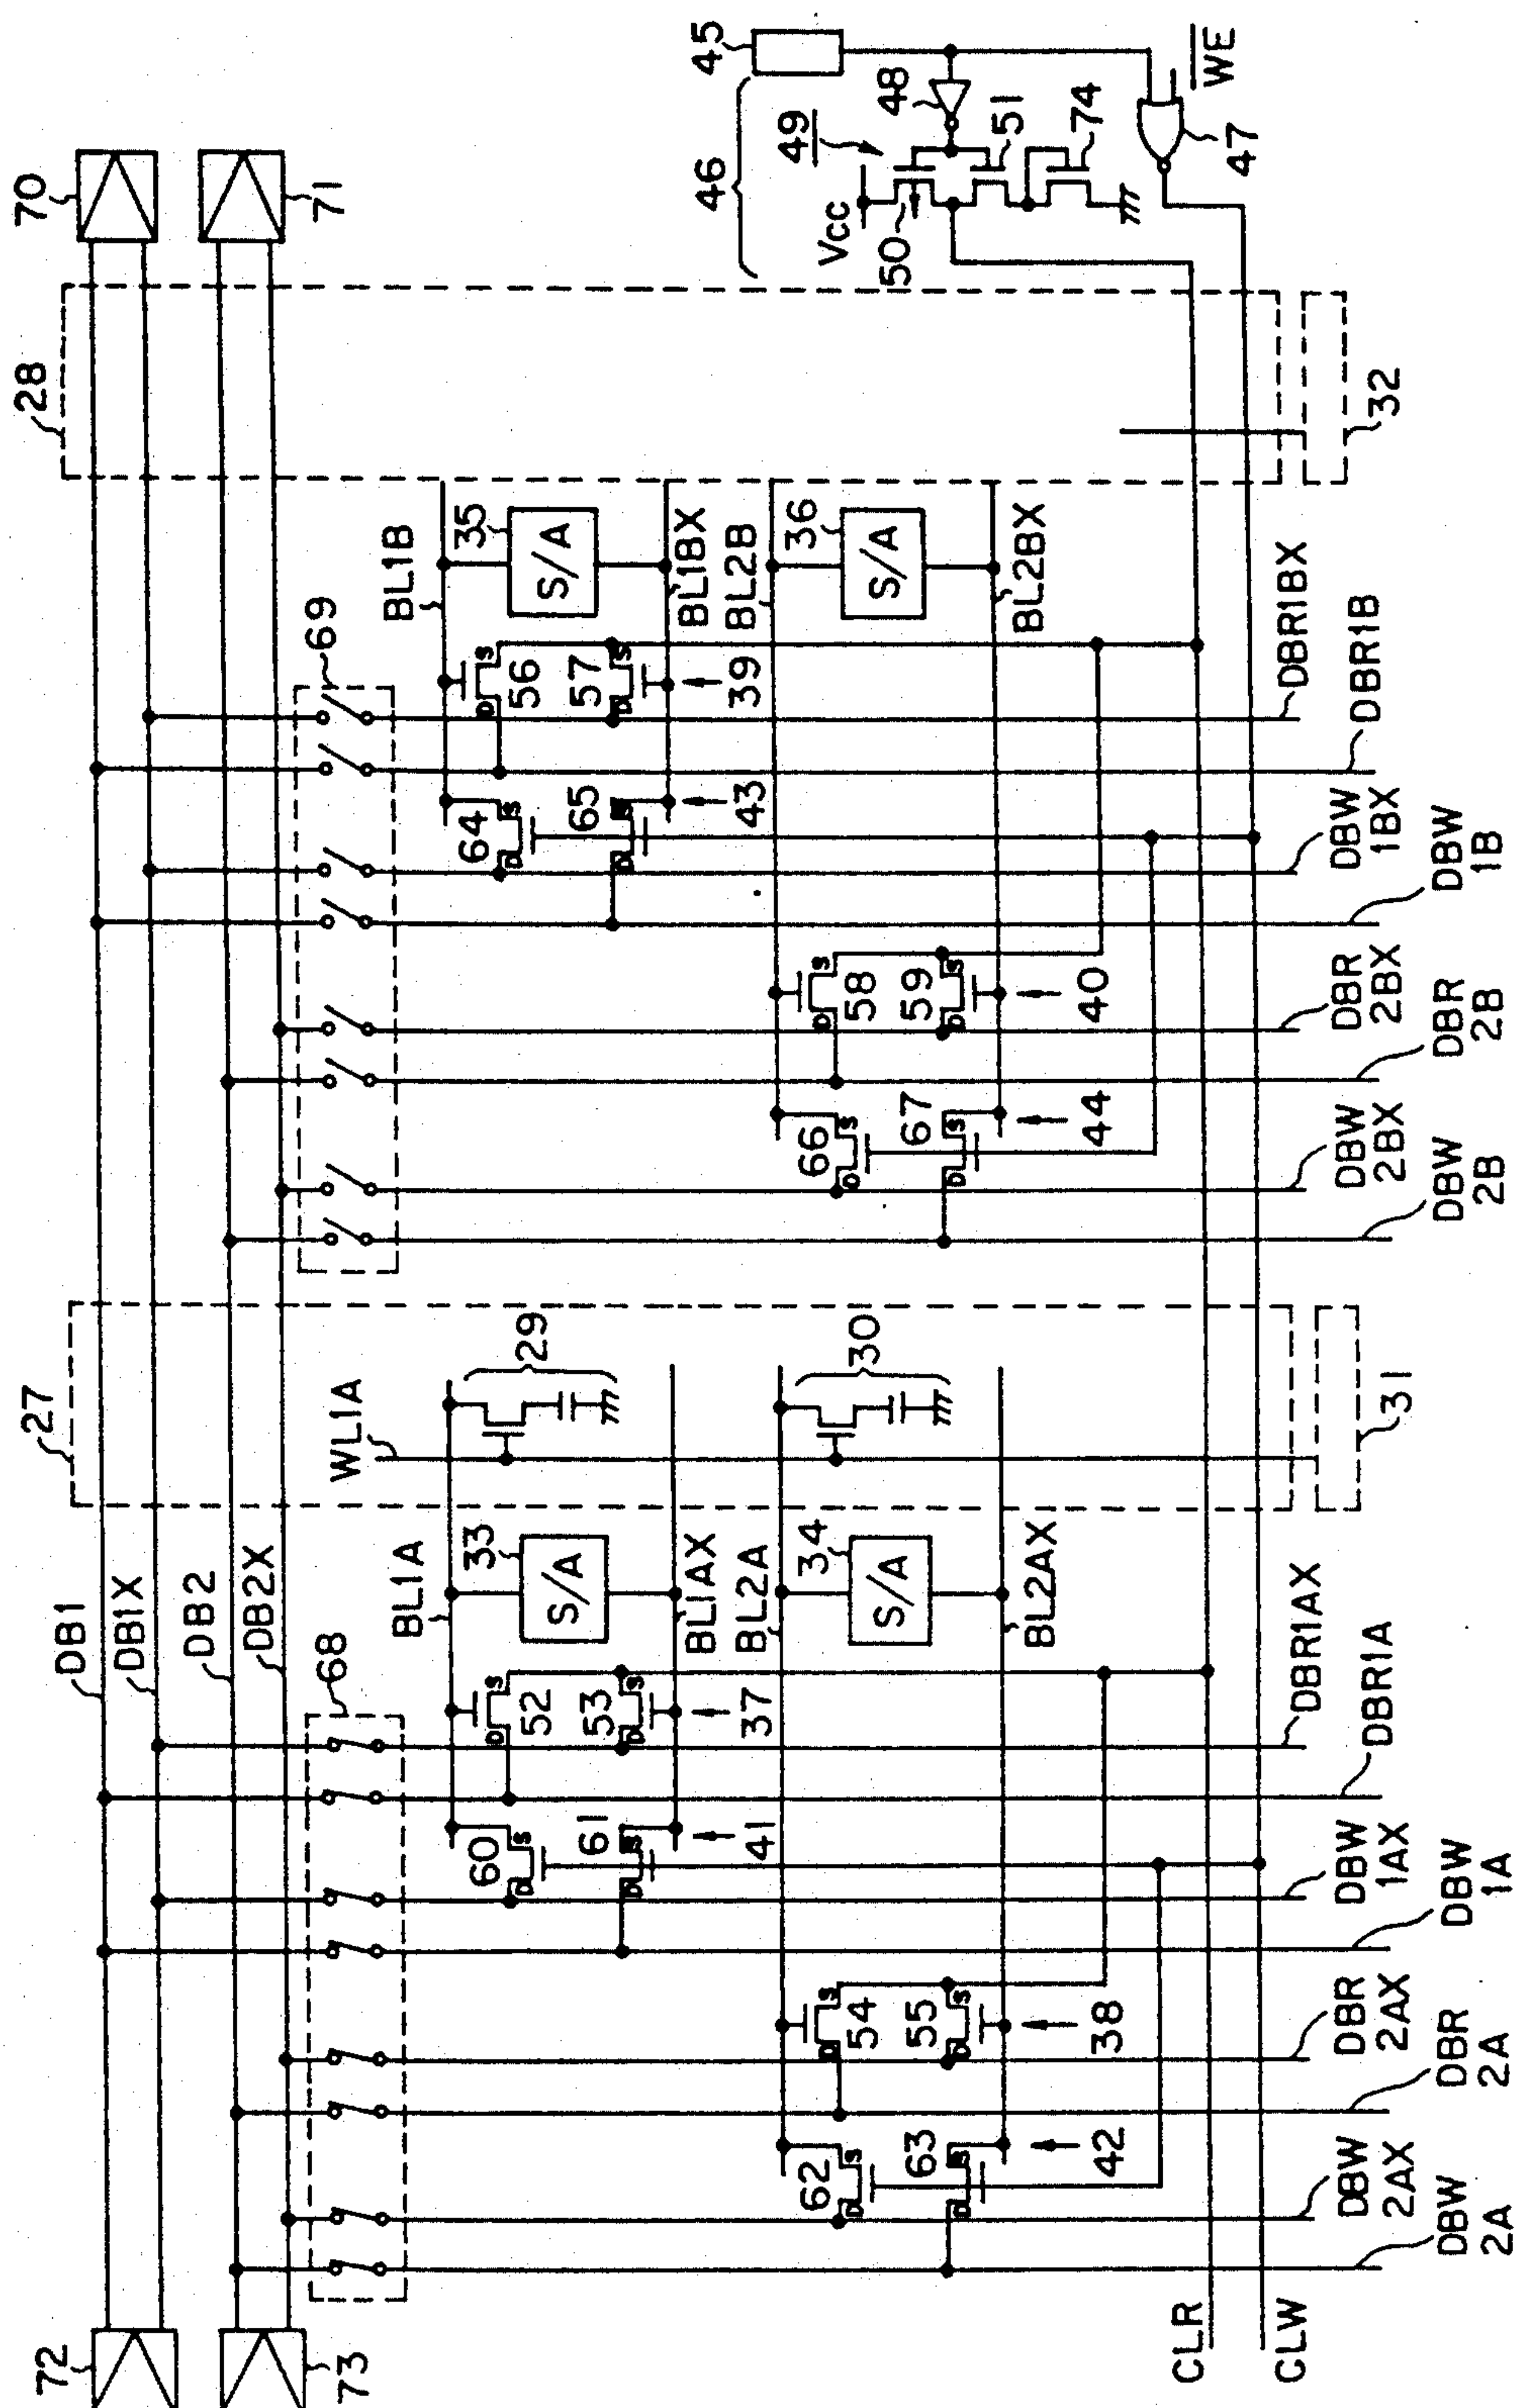 70
71
28
45
46
48
49
51
74
50
VCC
WE
47
32
69
BL1B
35
S/A
BL1BX
BL2B
36
S/A
BL2BX
S
D
56
S
D
57
39
64
D
S
65
D
S
43
D
S
58
D
S
59
40
66
D
S
67
D
S
44
DBR1BX
DBR1B
DBW
1BX
DBW
1B
DBR
2BX
DBR
2B
DBW
2BX
DBW
2B
27
WL1A
29
30
31
DB1
DB1X
DB2
DB2X
68
BL1A
33
S/A
BL1AX
BL2A
34
S/A
BL2AX
D
S
52
D
S
53
37
60
D
S
61
D
S
41
D
S
54
D
S
55
38
62
D
S
63
D
S
42
DBR1AX
DBR1A
DBW
1AX
DBW
1A
DBR
2AX
DBR
2A
DBW
2AX
DBW
2A
72
73
CLR
CLW